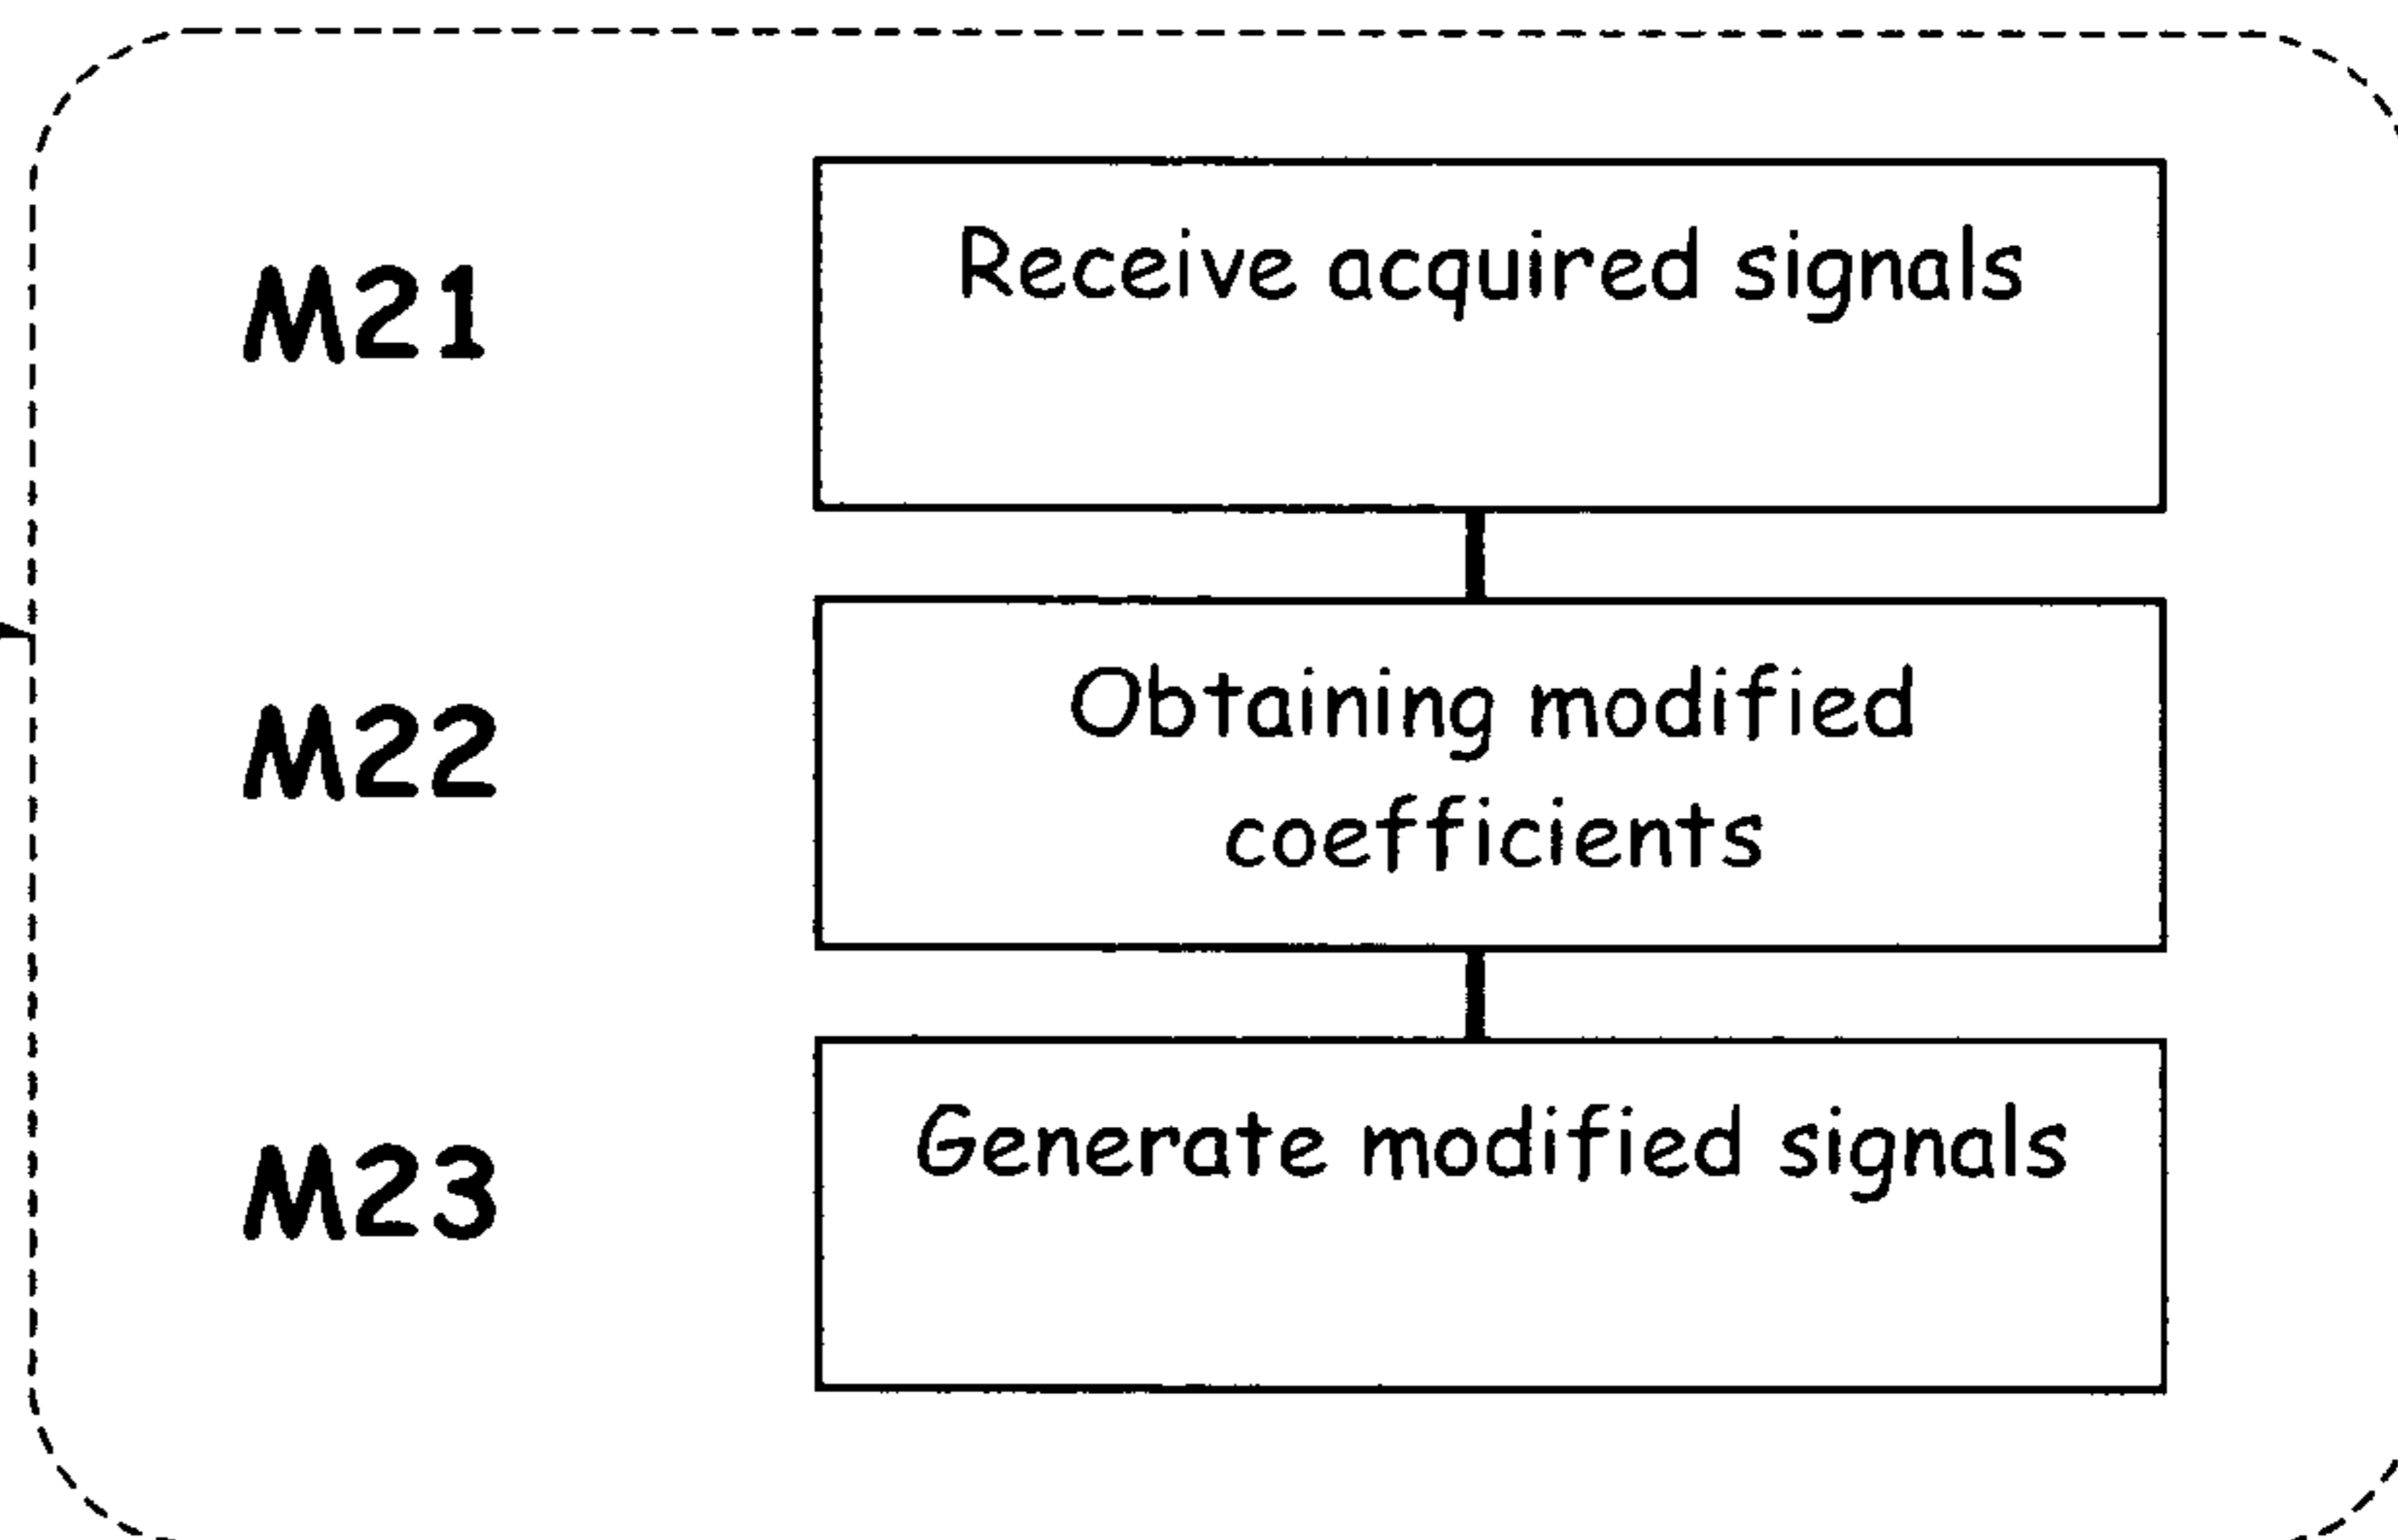 M21
Receive acquired signals
M22
Obtaining modified
coefficients
M23
Generate modified signals